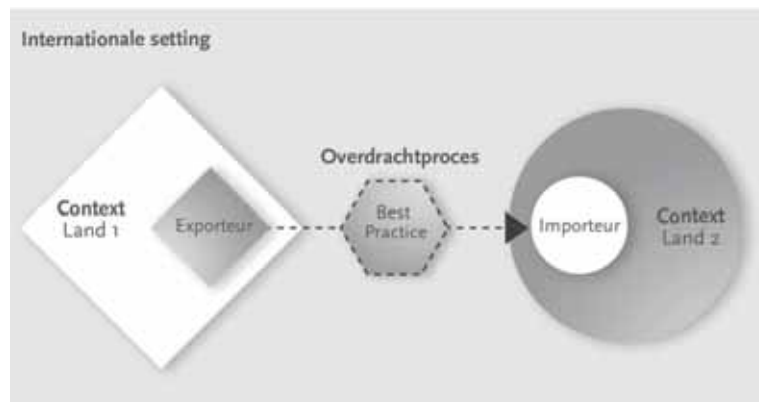 Internationale setting
Overdrachtproces
Context
Land 1
Exporteur
Best
Practice
Importeur
Context
Land 2